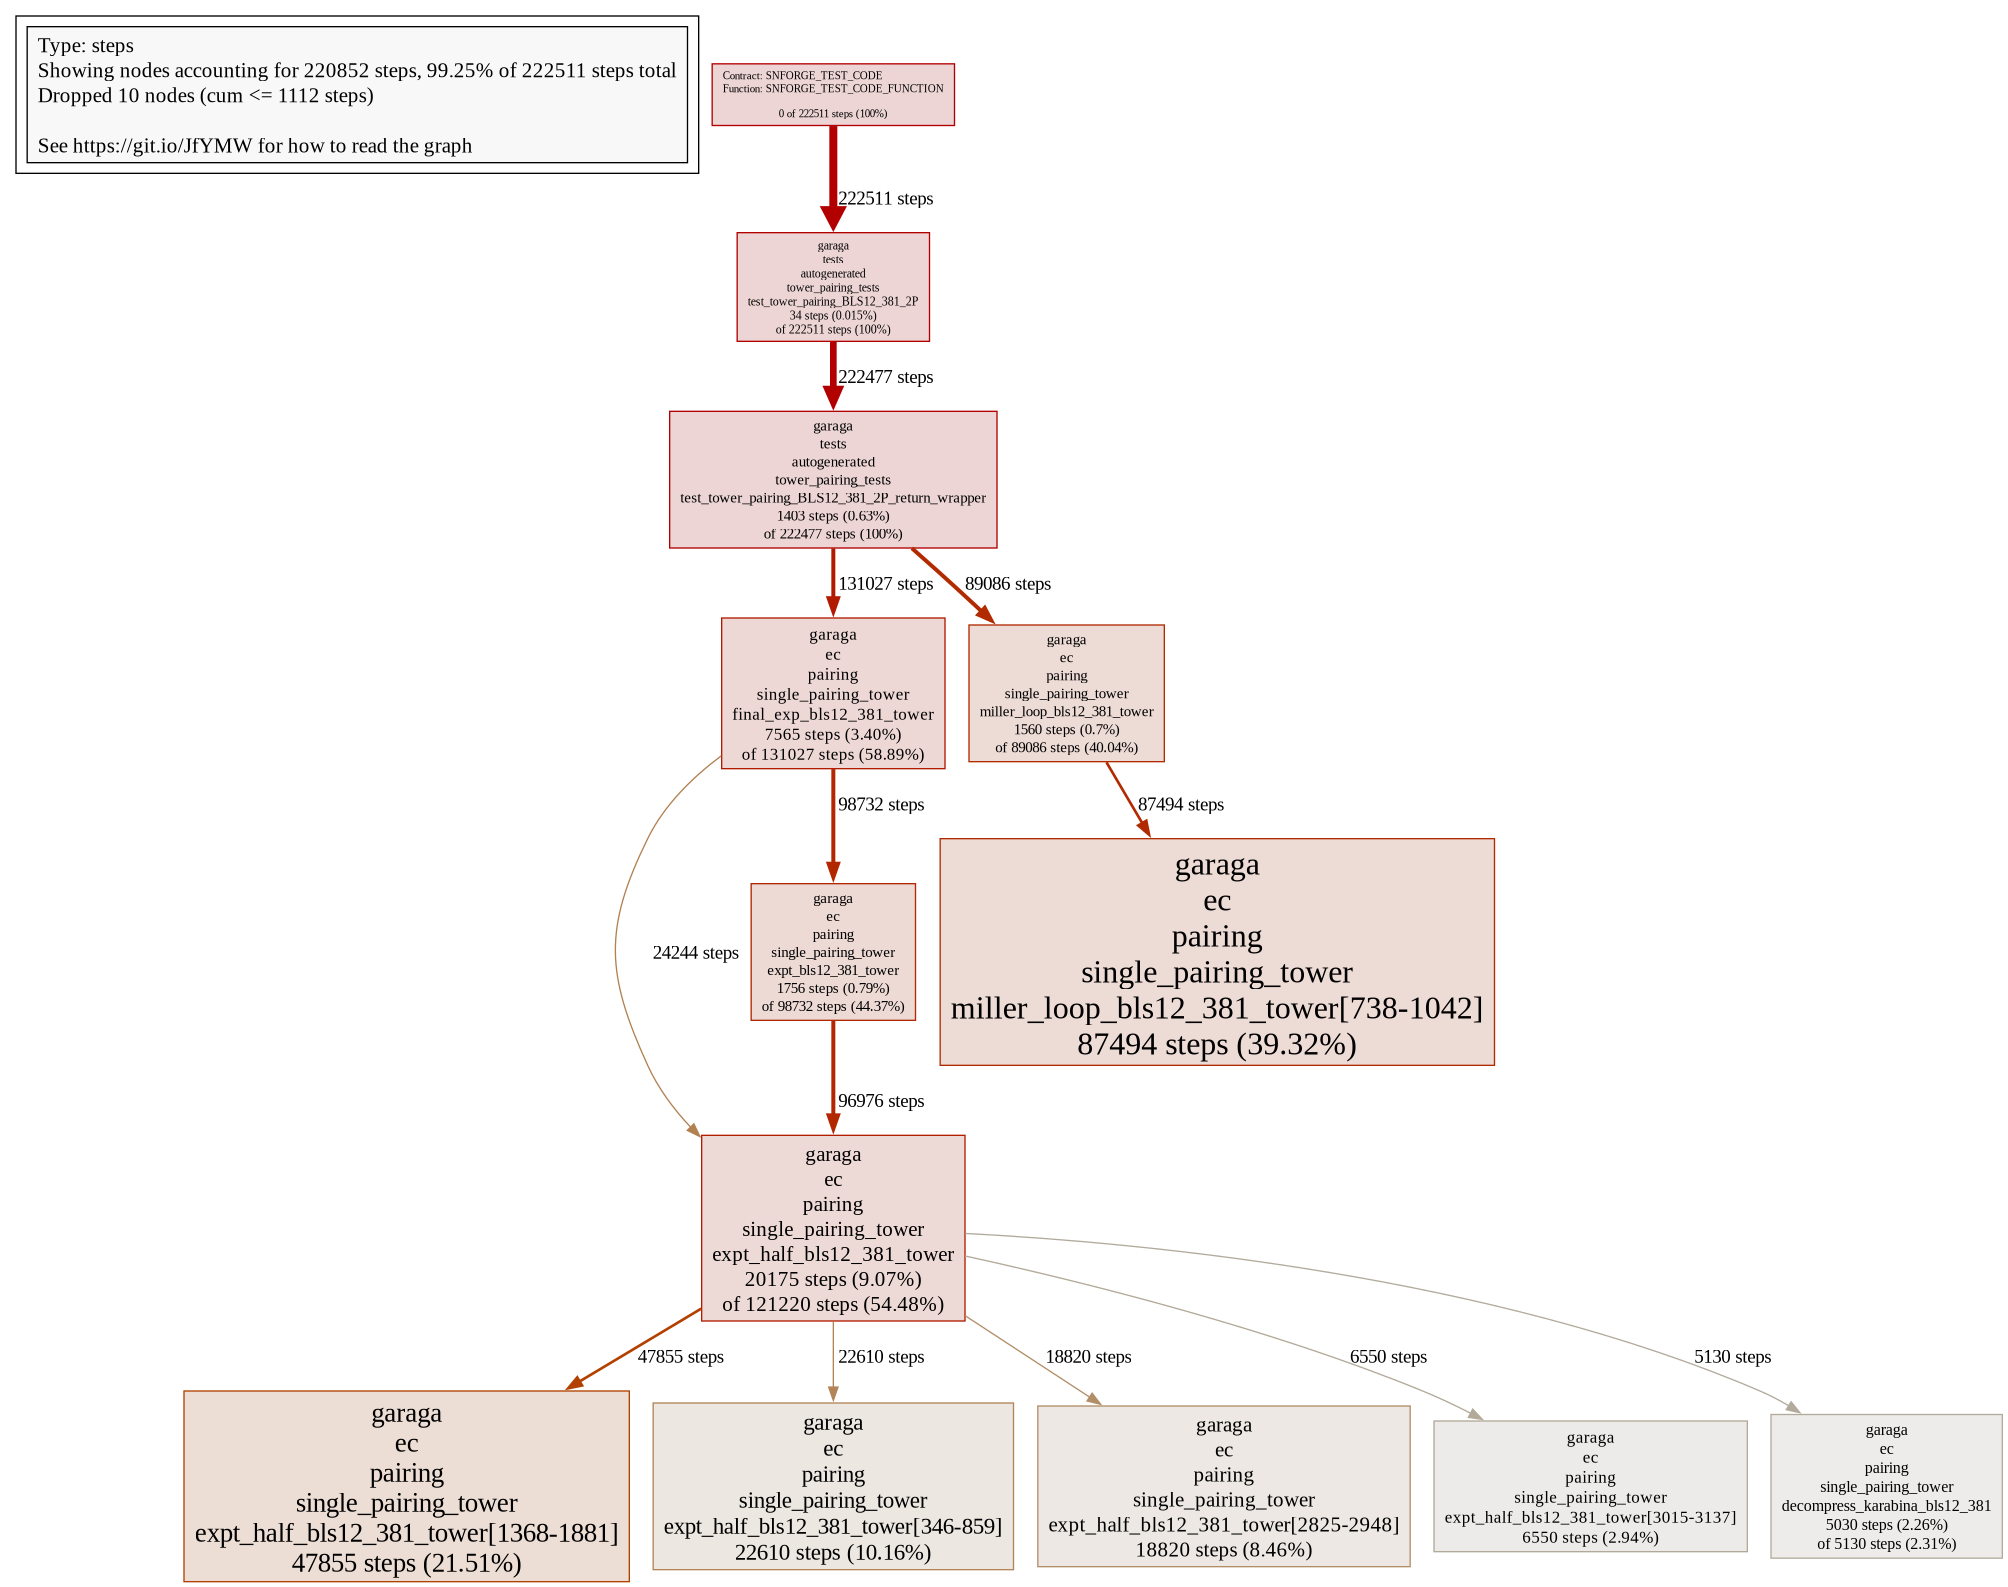 Type: steps
Showing nodes accounting for 220852 steps, 99.25% of 222511 steps total
Dropped 10 nodes (cum <= 1112 steps)
See https://git.io/JfYMW for how to read the graph
Contract: SNFORGE_TEST_CODE
Function: SNFORGE_TEST_CODE_FUNCTION
0 of 222511 steps (100%)
222511 steps
garaga
tests
autogenerated
tower_pairing_tests
test_tower_pairing_BLS12_381_2P
34 steps (0.015%)
of 222511 steps (100%)
222477 steps
garaga
tests
autogenerated
tower_pairing_tests
test_tower_pairing_BLS12_381_2P_return_wrapper
1403 steps (0.63%)
of 222477 steps (100%)
131027 steps
89086 steps
garaga
ec
pairing
single_pairing_tower
final_exp_bls12_381_tower
7565 steps (3.40%)
of 131027 steps (58.89%)
garaga
ec
pairing
single_pairing_tower
miller_loop_bls12_381_tower
1560 steps (0.7%)
of 89086 steps (40.04%)
98732 steps
87494 steps
24244 steps
garaga
ec
pairing
single_pairing_tower
expt_bls12_381_tower
1756 steps (0.79%)
of 98732 steps (44.37%)
garaga
ec
pairing
single_pairing_tower
miller_loop_bls12_381_tower[738-1042]
87494 steps (39.32%)
96976 steps
garaga
ec
pairing
single_pairing_tower
expt_half_bls12_381_tower
20175 steps (9.07%)
of 121220 steps (54.48%)
47855 steps
22610 steps
18820 steps
6550 steps
5130 steps
garaga
ec
pairing
single_pairing_tower
expt_half_bls12_381_tower[1368-1881]
47855 steps (21.51%)
garaga
ec
pairing
single_pairing_tower
expt_half_bls12_381_tower[346-859]
22610 steps (10.16%)
garaga
ec
pairing
single_pairing_tower
expt_half_bls12_381_tower[2825-2948]
18820 steps (8.46%)
garaga
ec
pairing
single_pairing_tower
expt_half_bls12_381_tower[3015-3137]
6550 steps (2.94%)
garaga
ec
pairing
single_pairing_tower
decompress_karabina_bls12_381
5030 steps (2.26%)
of 5130 steps (2.31%)